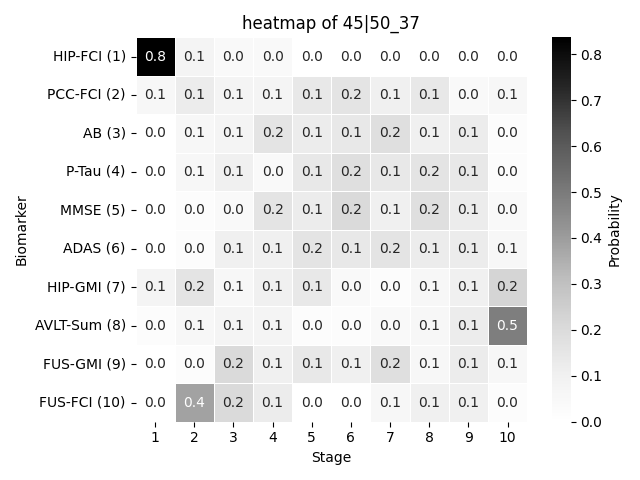 heatmap of 45|50_37
HIP-FCI (1) 0.8 0.1 0.0 0.0 0.0 0.0 0.0 0.0 0.0 0.0
PCC-FCI (2) 0.1 0.1 0.1 0.1 0.1 0.2 0.1 0.1 0.0 0.1
AB (3) 0.0 0.1 0.1 0.2 0.1 0.1 0.2 0.1 0.1 0.0
P-Tau (4) 0.0 0.1 0.1 0.0 0.1 0.2 0.1 0.2 0.1 0.0
MMSE (5) 0.0 0.0 0.0 0.2 0.1 0.2 0.1 0.2 0.1 0.0
ADAS (6) 0.0 0.0 0.1 0.1 0.2 0.1 0.2 0.1 0.1 0.1
HIP-GMI (7) 0.1 0.2 0.1 0.1 0.1 0.0 0.0 0.1 0.1 0.2
AVLT-Sum (8) 0.0 0.1 0.1 0.1 0.0 0.0 0.0 0.1 0.1 0.5
FUS-GMI (9) 0.0 0.0 0.2 0.1 0.1 0.1 0.2 0.1 0.1 0.1
FUS-FCI (10) 0.0 0.4 0.2 0.1 0.0 0.0 0.1 0.1 0.1 0.0
1 2 3 4 5 6 7 8 9 10
Stage
Biomarker
0.8
0.7
0.6
0.5
0.4
0.3
0.2
0.1
0.0
Probability